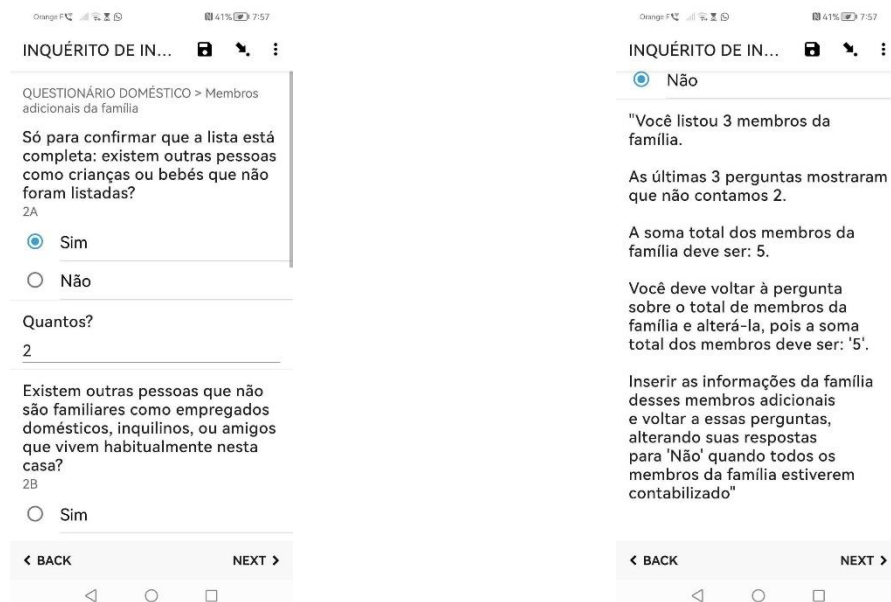 Orange F 41% 7:57
INQUÉRITO DE IN...
QUESTIONÁRIO DOMÉSTICO > Membros
adicionais da família
Só para confirmar que a lista está
completa: existem outras pessoas
como crianças ou bebés que não
foram listadas?
2A
Sim
Não
Quantos?
2
Existem outras pessoas que não
são familiares como empregados
domésticos, inquilinos, ou amigos
que vivem habitualmente nesta
casa?
2B
Sim
< BACK NEXT >
Orange F 41% 7:57
INQUÉRITO DE IN...
Não
"Você listou 3 membros da
família.
As últimas 3 perguntas mostraram
que não contamos 2.
A soma total dos membros da
família deve ser: 5.
Você deve voltar à pergunta
sobre o total de membros da
família e alterá-la, pois a soma
total dos membros deve ser: '5'.
Inserir as informações da família
desses membros adicionais
e voltar a essas perguntas,
alterando suas respostas
para 'Não' quando todos os
membros da família estiverem
contabilizado"
< BACK NEXT >